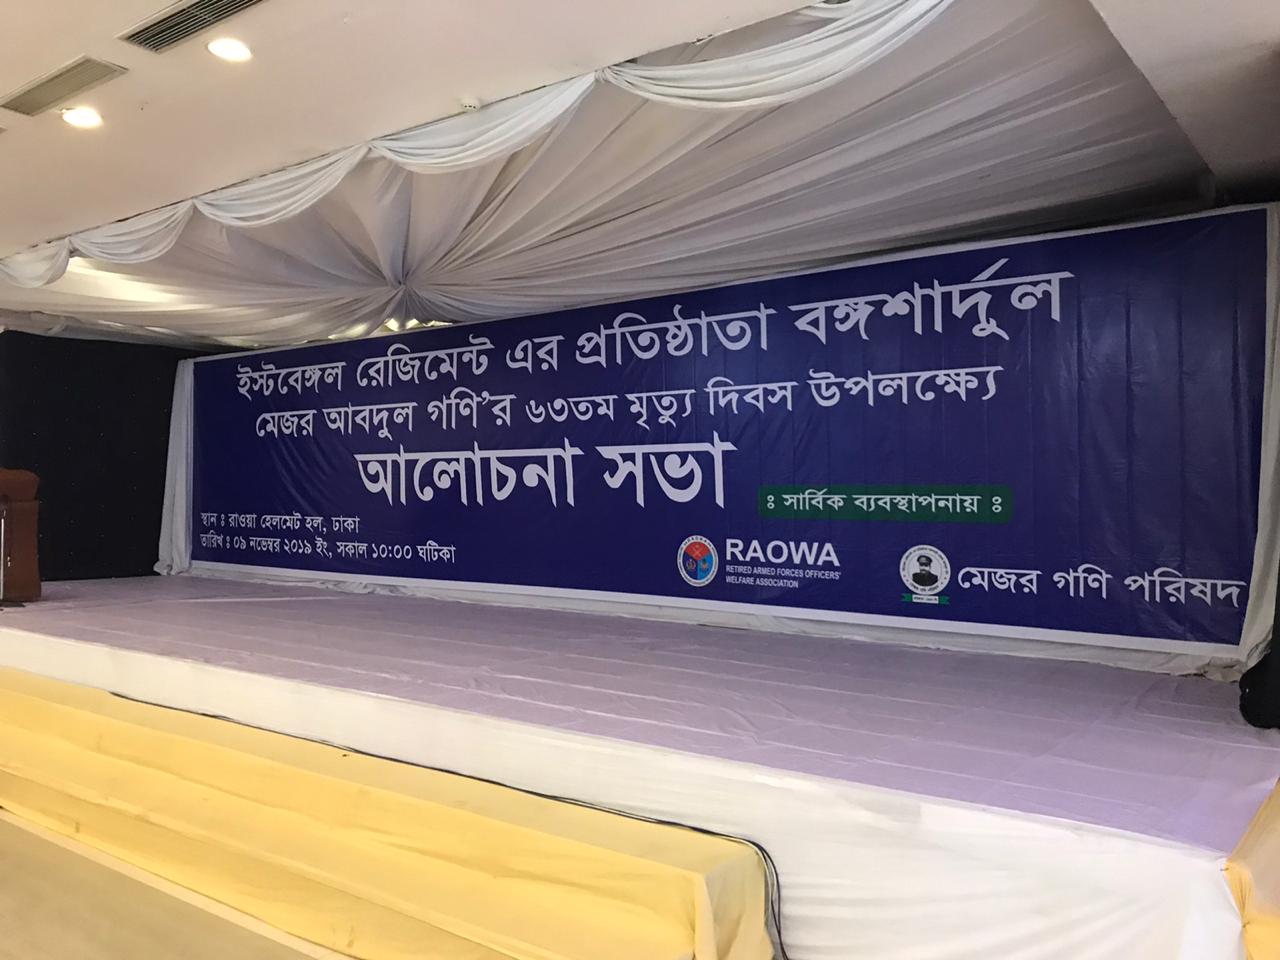 ইস্টবেঙ্গল রেজিমেন্ট এর প্রতিষ্ঠাতা বঙ্গশার্দুল
মেজর আবদুল গণি’র ৬৩তম মৃত্যু দিবস উপলক্ষ্যে
আলোচনা সভা
ঃ সার্বিক ব্যবস্থাপনায় ঃ
স্থান ঃ রাওয়া হেলমেট হল, ঢাকা
তারিখ ঃ ০৯ নভেম্বর ২০১৯ ইং, সকাল ১০:০০ ঘটিকা
RAOWA
RETIRED ARMED FORCES OFFICERS'
WELFARE ASSOCIATION
মেজর গণি পরিষদ